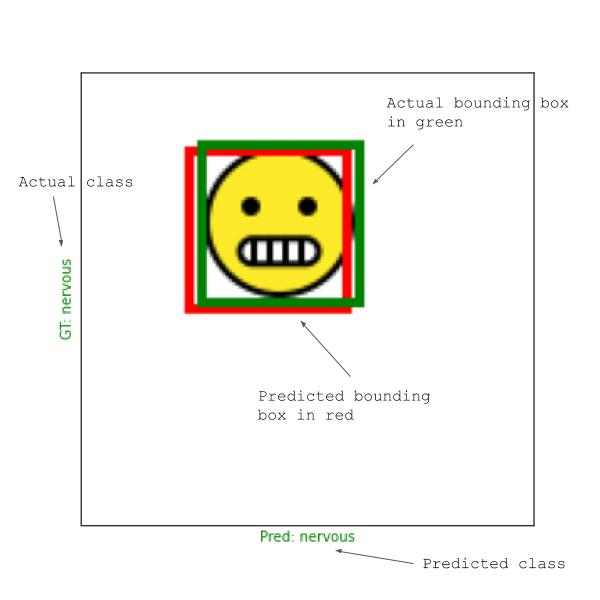 Actual bounding box
in green
Actual class
GT: nervous
Predicted bounding
box in red
Pred: nervous
Predicted class